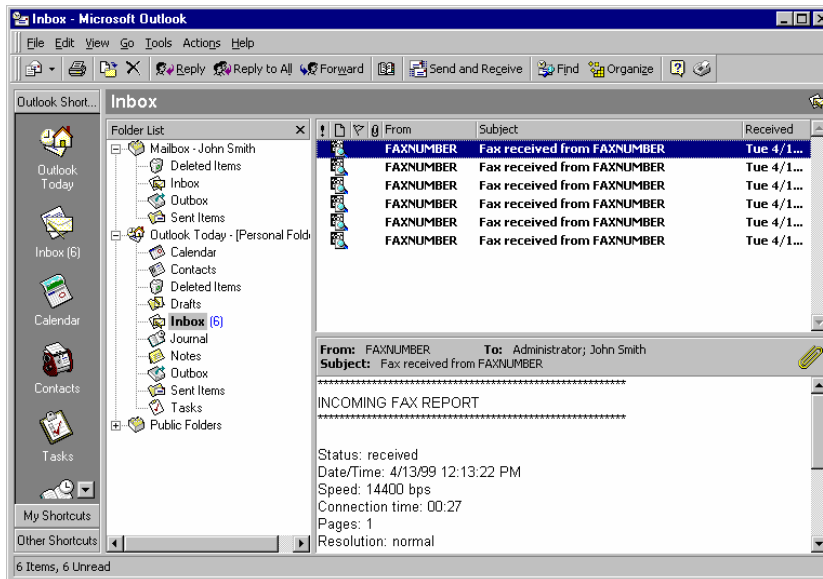 Inbox - Microsoft Outlook
File Edit View Go Tools Actions Help
Reply Reply to All Forward Send and Receive Find Organize
Outlook Short...
Inbox
Outlook Today
Inbox (6)
Calendar
Contacts
Tasks
My Shortcuts
Other Shortcuts
Folder List
Mailbox - John Smith
Deleted Items
Inbox
Outbox
Sent Items
Outlook Today - [Personal Fold
Calendar
Contacts
Deleted Items
Drafts
Inbox (6)
Journal
Notes
Outbox
Sent Items
Tasks
Public Folders
! From Subject Received
FAXNUMBER Fax received from FAXNUMBER Tue 4/1...
FAXNUMBER Fax received from FAXNUMBER Tue 4/1...
FAXNUMBER Fax received from FAXNUMBER Tue 4/1...
FAXNUMBER Fax received from FAXNUMBER Tue 4/1...
FAXNUMBER Fax received from FAXNUMBER Tue 4/1...
FAXNUMBER Fax received from FAXNUMBER Tue 4/1...
From: FAXNUMBER To: Administrator; John Smith
Subject: Fax received from FAXNUMBER
*********************************************************
INCOMING FAX REPORT
*********************************************************
Status: received
Date/Time: 4/13/99 12:13:22 PM
Speed: 14400 bps
Connection time: 00:27
Pages: 1
Resolution: normal
6 Items, 6 Unread